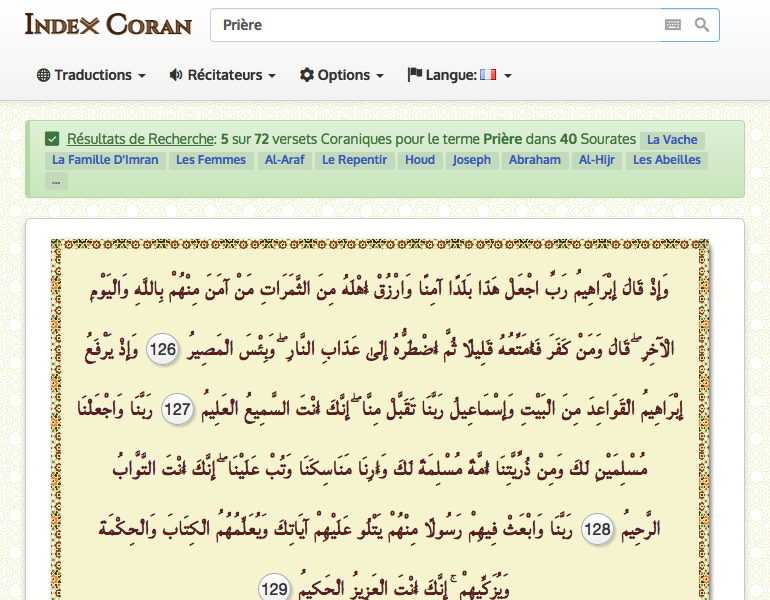 INDEX CORAN
Prière
Traductions Récitateurs Options Langue:
Résultats de Recherche: 5 sur 72 versets Coraniques pour le terme Prière dans 40 Sourates La Vache
La Famille D'Imran Les Femmes Al-Araf Le Repentir Houd Joseph Abraham Al-Hijr Les Abeilles
...
وَإِذْ قَالَ إِبْرَاهِيمُ رَبِّ اجْعَلْ هَذَا بَلَدًا آمِنًا وَارْزُقْ أَهْلَهُ مِنَ الثَّمَرَاتِ مَنْ آمَنَ مِنْهُمْ بِاللَّهِ وَالْيَوْمِ
الْآخِرِ ۖ قَالَ وَمَنْ كَفَرَ فَأُمَتِّعُهُ قَلِيلًا ثُمَّ أَضْطَرُّهُ إِلَىٰ عَذَابِ النَّارِ ۖ وَبِئْسَ الْمَصِيرُ 126 وَإِذْ يَرْفَعُ
إِبْرَاهِيمُ الْقَوَاعِدَ مِنَ الْبَيْتِ وَإِسْمَاعِيلُ رَبَّنَا تَقَبَّلْ مِنَّا ۖ إِنَّكَ أَنْتَ السَّمِيعُ الْعَلِيمُ 127 رَبَّنَا وَاجْعَلْنَا
مُسْلِمَيْنِ لَكَ وَمِنْ ذُرِّيَّتِنَا أُمَّةً مُسْلِمَةً لَكَ وَأَرِنَا مَنَاسِكَنَا وَتُبْ عَلَيْنَا ۖ إِنَّكَ أَنْتَ التَّوَّابُ
الرَّحِيمُ 128 رَبَّنَا وَابْعَثْ فِيهِمْ رَسُولًا مِنْهُمْ يَتْلُو عَلَيْهِمْ آيَاتِكَ وَيُعَلِّمُهُمُ الْكِتَابَ وَالْحِكْمَةَ
وَيُزَكِّيهِمْ ۚ إِنَّكَ أَنْتَ الْعَزِيزُ الْحَكِيمُ 129